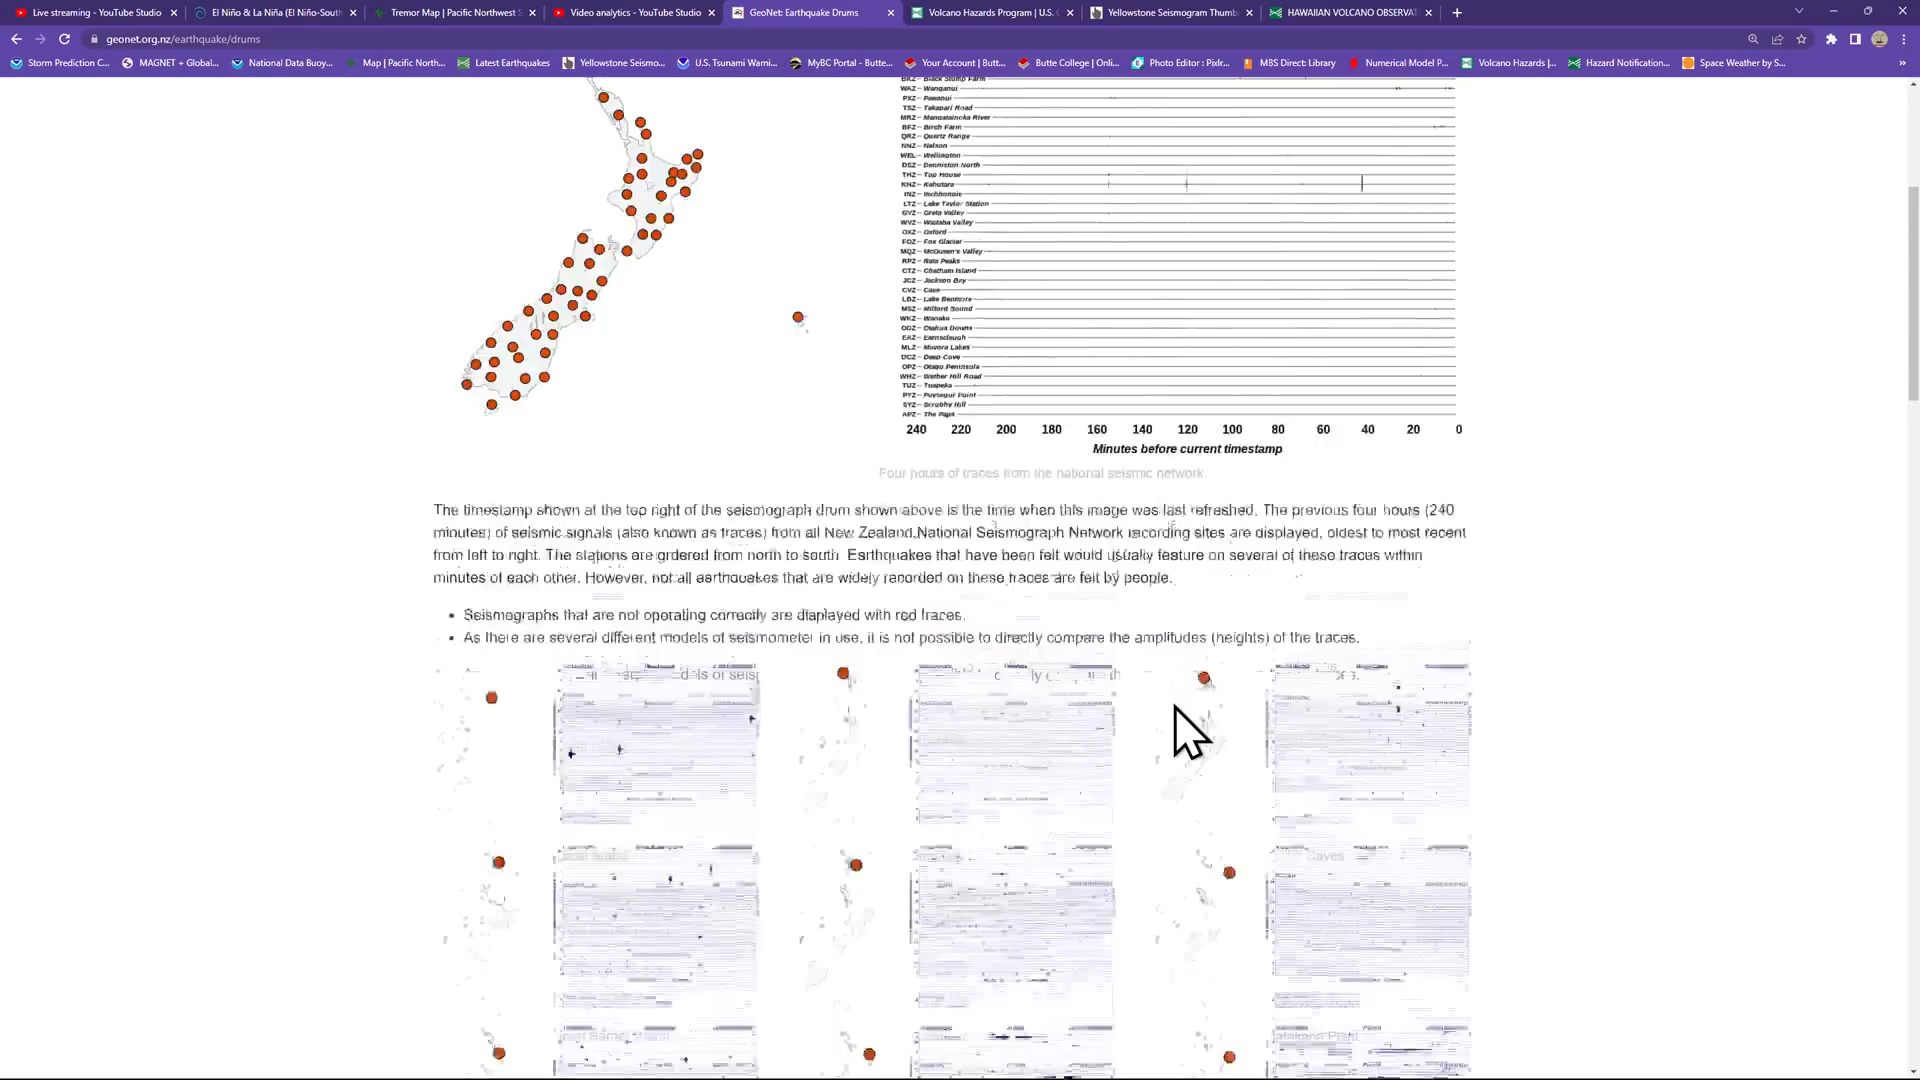 Live streaming - YouTube Studio
El Niño & La Niña (El Niño-Sout
Tremor Map | Pacific Northwest S
Video analytics - YouTube Studio
GeoNet: Earthquake Drums
Volcano Hazards Program | U.S.
Yellowstone Seismogram Thumb
HAWAIIAN VOLCANO OBSERVAT
geonet.org.nz/earthquake/drums
Storm Prediction C...
MAGNET + Global...
National Data Buoy...
Map | Pacific North...
Latest Earthquakes
Yellowstone Seismo...
U.S. Tsunami Warni...
MyBC Portal - Butte...
Your Account | Butt...
Butte College | Onli...
Photo Editor : Pixlr...
MBS Direct: Library
Numerical Model P...
Volcano Hazards |...
Hazard Notification...
Space Weather by S...
BKZ - Black Stump Farm
WAZ - Wanganui
PXZ - Pawanui
TSZ - Takapari Road
MRZ - Mangatainoka River
BFZ - Birch Farm
QRZ - Quartz Range
NNZ - Nelson
WEL - Wellington
DSZ - Denniston North
THZ - Top House
KHZ - Kahutara
INZ - Inchbonnie
LTZ - Lake Taylor Station
GVZ - Greta Valley
WVZ - Waitaha Valley
OXZ - Oxford
FOZ - Fox Glacier
MQZ - McQueen's Valley
RPZ - Rata Peaks
CTZ - Chatham Island
JCZ - Jackson Bay
CVZ - Cave
LBZ - Lake Benmore
MSZ - Milford Sound
WKZ - Wanaka
ODZ - Otahua Downs
EAZ - Earnscleugh
MLZ - Mavora Lakes
DCZ - Deep Cove
OPZ - Otago Peninsula
WHZ - Wether Hill Road
TUZ - Tuapeka
PYZ - Puysegur Point
SYZ - Scrubby Hill
APZ - The Paps
240 220 200 180 160 140 120 100 80 60 40 20 0
Minutes before current timestamp
Four hours of traces from the national seismic network.
The timestamp shown at the top right of the seismograph drum shown above is the time when this page was last refreshed. The previous four hours (240
minutes) of seismic signals (also known as traces) from all New Zealand National Seismograph Network recording sites are displayed, oldest to most recent
from left to right. The stations are ordered from north to south. Earthquakes that have been felt would usually feature on several of these traces within
minutes of each other. However, not all earthquakes that are widely recorded on these traces are felt by people.
• Seismographs that are not operating correctly are displayed with red traces.
• As there are several different models of seismometer in use, it is not possible to directly compare the amplitudes (heights) of the traces.